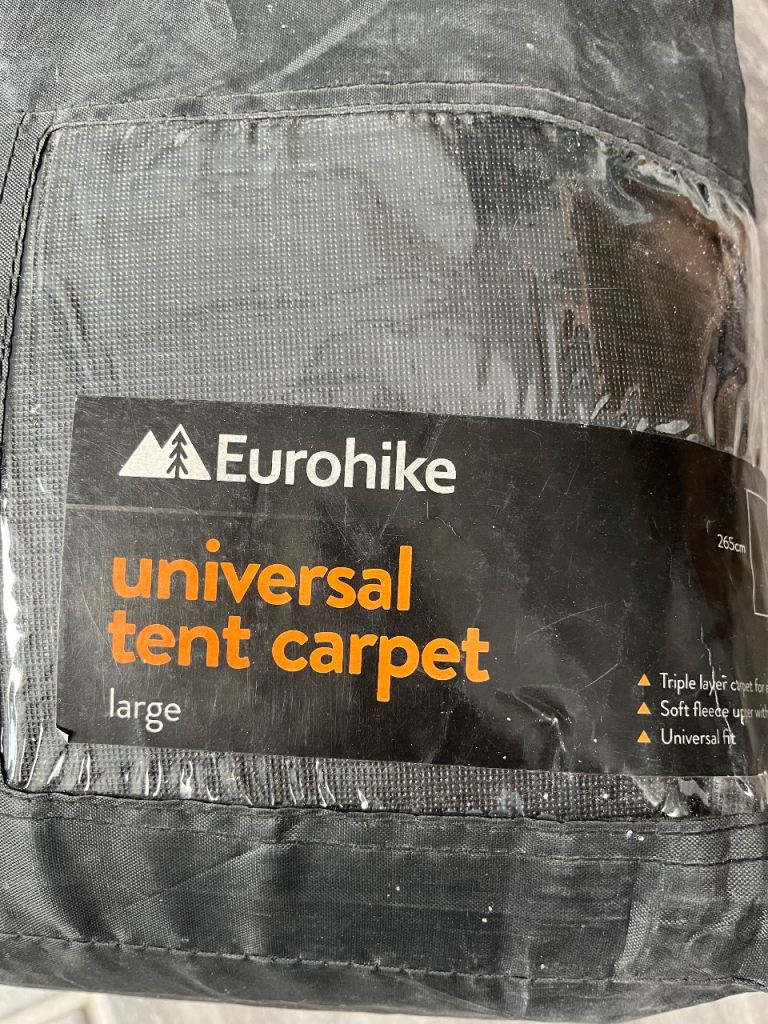 Eurohike
universal
tent carpet
large
265cm
Triple layer carpet for
Soft fleece upper with
Universal fit